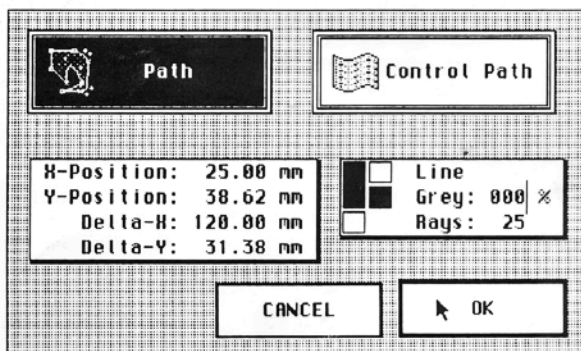 Path
Control Path
X-Position: 25.00 mm
Y-Position: 38.62 mm
Delta-X: 120.00 mm
Delta-Y: 31.38 mm
Line
Grey: 000 %
Rays: 25
CANCEL
OK